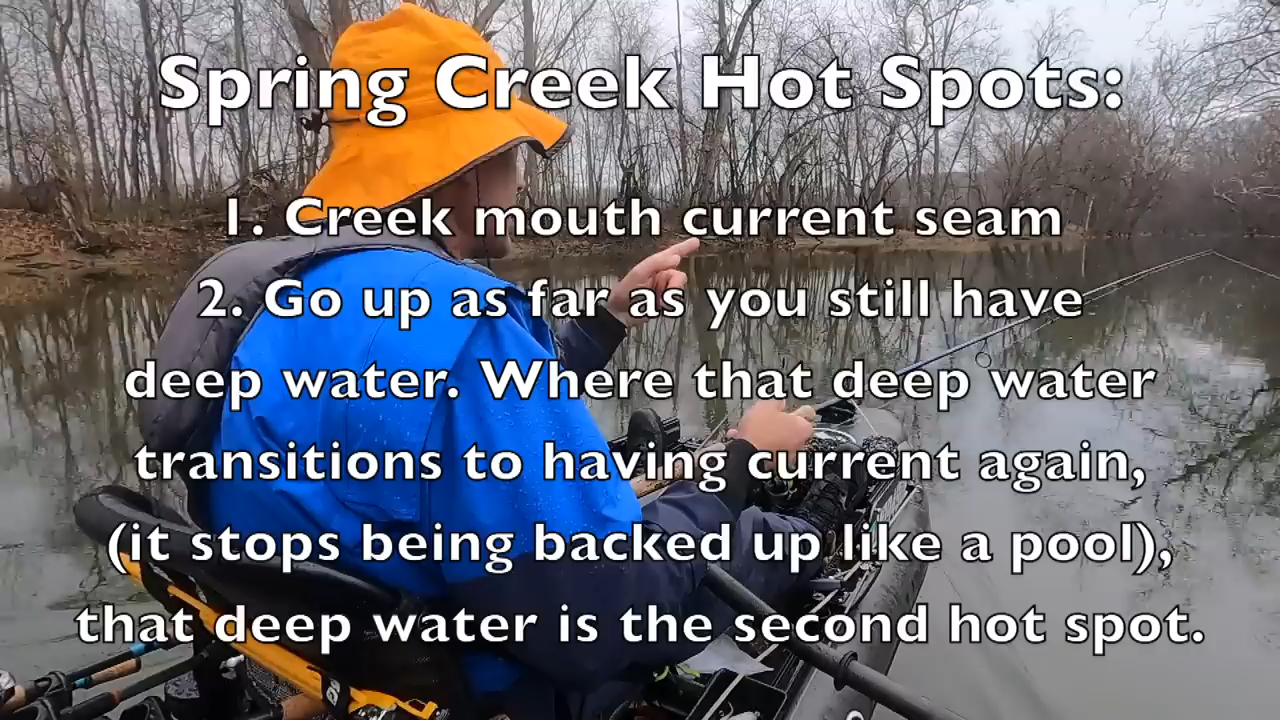 Spring Creek Hot Spots:
1. Creek mouth current seam
2. Go up as far as you still have
deep water. Where that deep water
transitions to having current again,
(it stops being backed up like a pool),
that deep water is the second hot spot.